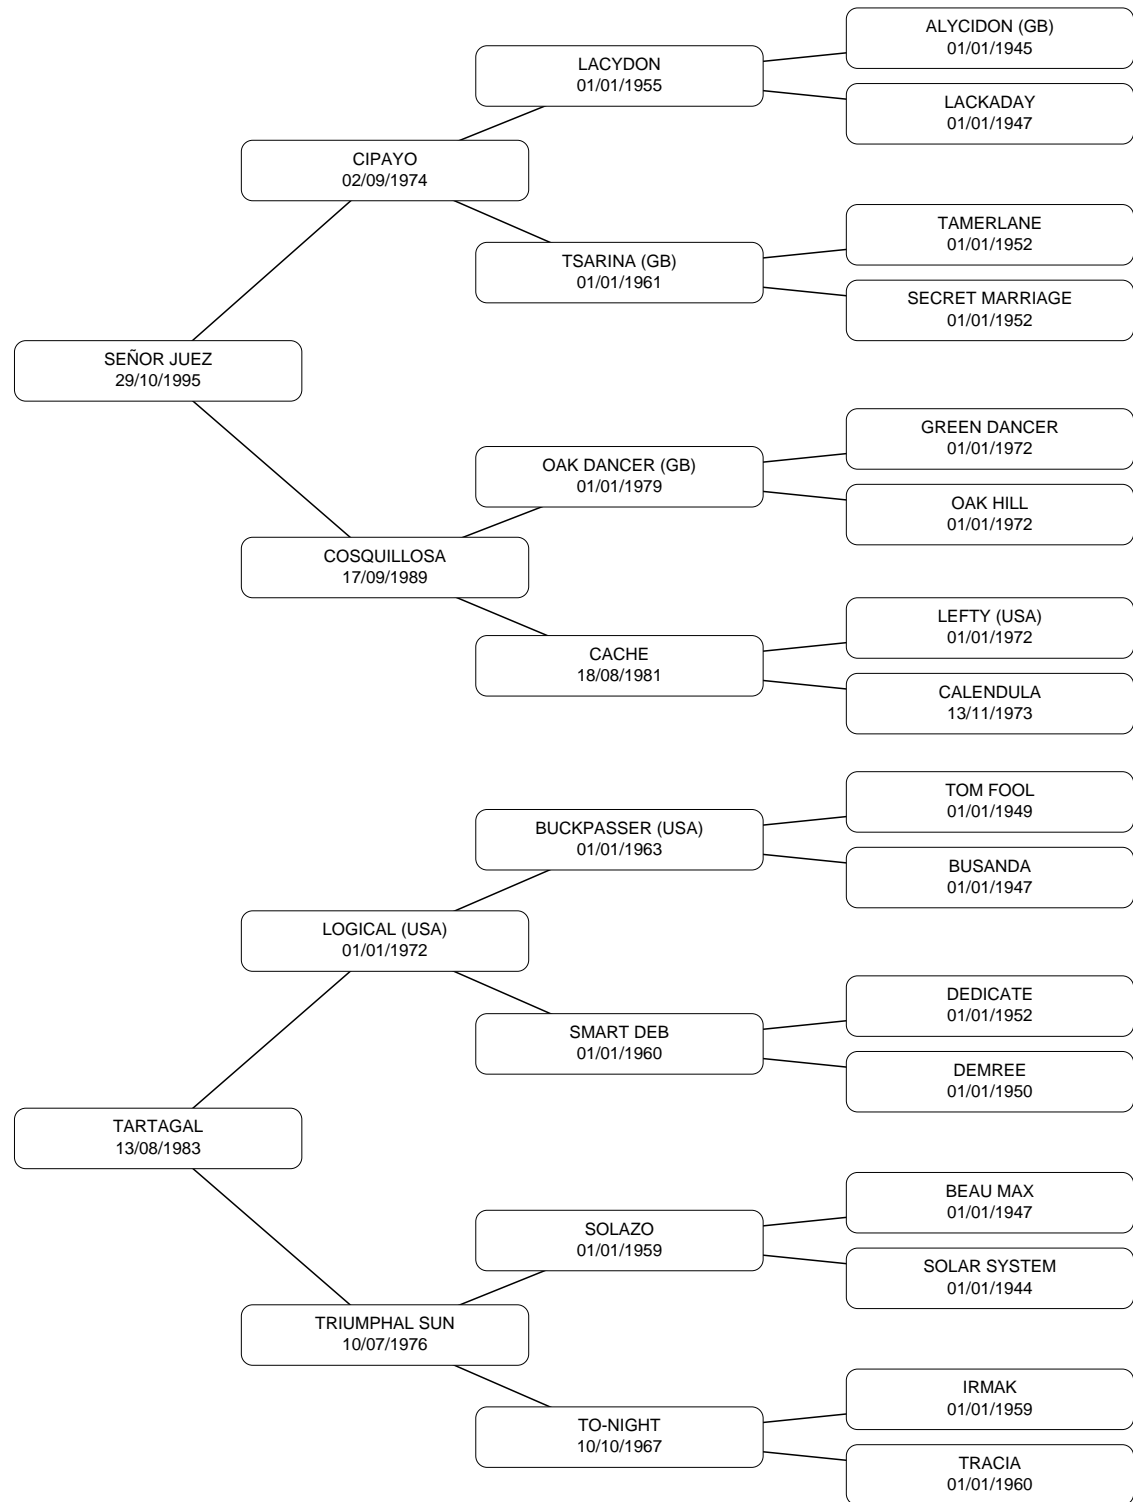 ALYCIDON (GB)
01/01/1945
LACYDON
01/01/1955
LACKADAY
01/01/1947
CIPAYO
02/09/1974
TAMERLANE
01/01/1952
TSARINA (GB)
01/01/1961
SECRET MARRIAGE
01/01/1952
SEÑOR JUEZ
29/10/1995
GREEN DANCER
01/01/1972
OAK DANCER (GB)
01/01/1979
OAK HILL
01/01/1972
COSQUILLOSA
17/09/1989
LEFTY (USA)
01/01/1972
CACHE
18/08/1981
CALENDULA
13/11/1973
TOM FOOL
01/01/1949
BUCKPASSER (USA)
01/01/1963
BUSANDA
01/01/1947
LOGICAL (USA)
01/01/1972
DEDICATE
01/01/1952
SMART DEB
01/01/1960
DEMREE
01/01/1950
TARTAGAL
13/08/1983
BEAU MAX
01/01/1947
SOLAZO
01/01/1959
SOLAR SYSTEM
01/01/1944
TRIUMPHAL SUN
10/07/1976
IRMAK
01/01/1959
TO-NIGHT
10/10/1967
TRACIA
01/01/1960